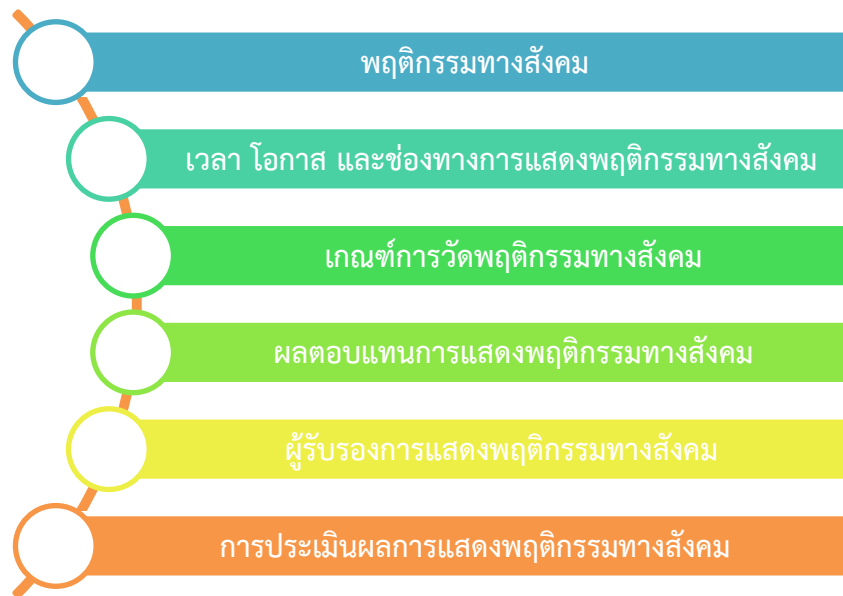 พฤติกรรมทางสังคม
เวลา โอกาส และช่องทางการแสดงพฤติกรรมทางสังคม
เกณฑ์การวัดพฤติกรรมทางสังคม
ผลตอบแทนการแสดงพฤติกรรมทางสังคม
ผู้รับรองการแสดงพฤติกรรมทางสังคม
การประเมินผลการแสดงพฤติกรรมทางสังคม